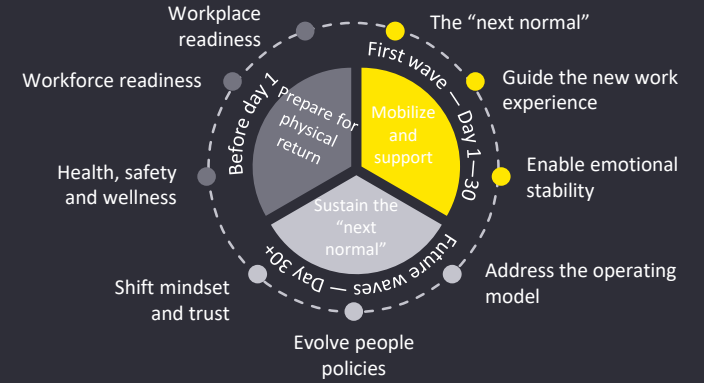 Workplace
readiness
The “next normal”
Workforce readiness
Guide the new work
experience
Health, safety
and wellness
Enable emotional
stability
Shift mindset
and trust
Address the operating
model
Evolve people
policies
Before day 1
First wave — Day 1—30
Future waves — Day 30+
Prepare for
physical
return
Mobilize
and
support
Sustain the
“next
normal”